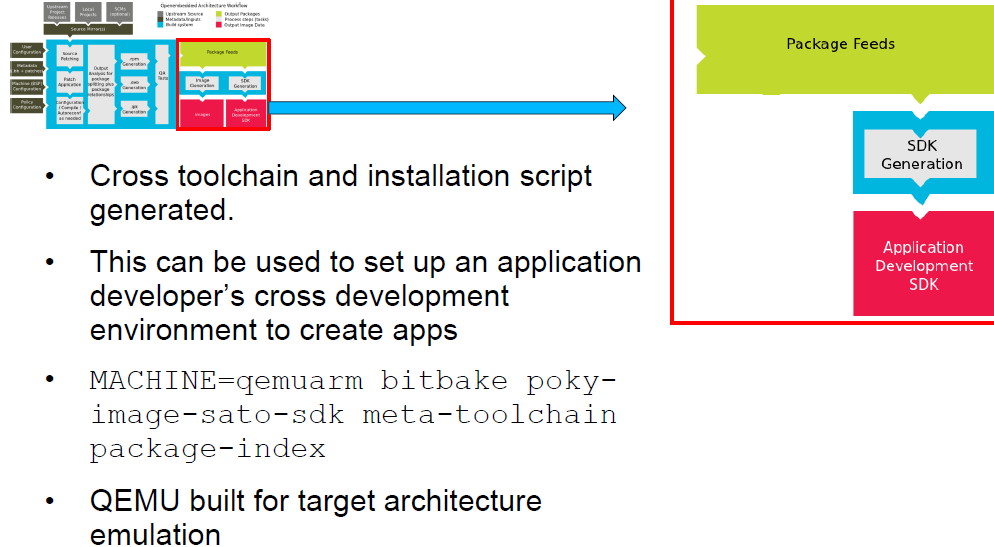 Upstream
Project
Releases
Local
Projects
SCMs
(optional)
Openembedded Architecture Workflow
Upstream Source
Metadata/Inputs
Build system
Output Packages
Process steps (tasks)
Output Image Data
Source Mirror(s)
User
Configuration
Metadata
(.bb + patches)
Machine (BSP)
Configuration
Policy
Configuration
Source
Fetching
Patch
Application
Configuration
/ Compile /
Autoreconf
as needed
Output
Analysis for
package
splitting plus
package
relationships
.rpm
Generation
.deb
Generation
.ipk
Generation
QA
Tests
Package Feeds
Image
Generation
SDK
Generation
Images
Application
Development
SDK
Package Feeds
SDK
Generation
Application
Development
SDK
• Cross toolchain and installation script
generated.
• This can be used to set up an application
developer’s cross development
environment to create apps
• MACHINE=qemuarm bitbake poky-
image-sato-sdk meta-toolchain
package-index
• QEMU built for target architecture
emulation